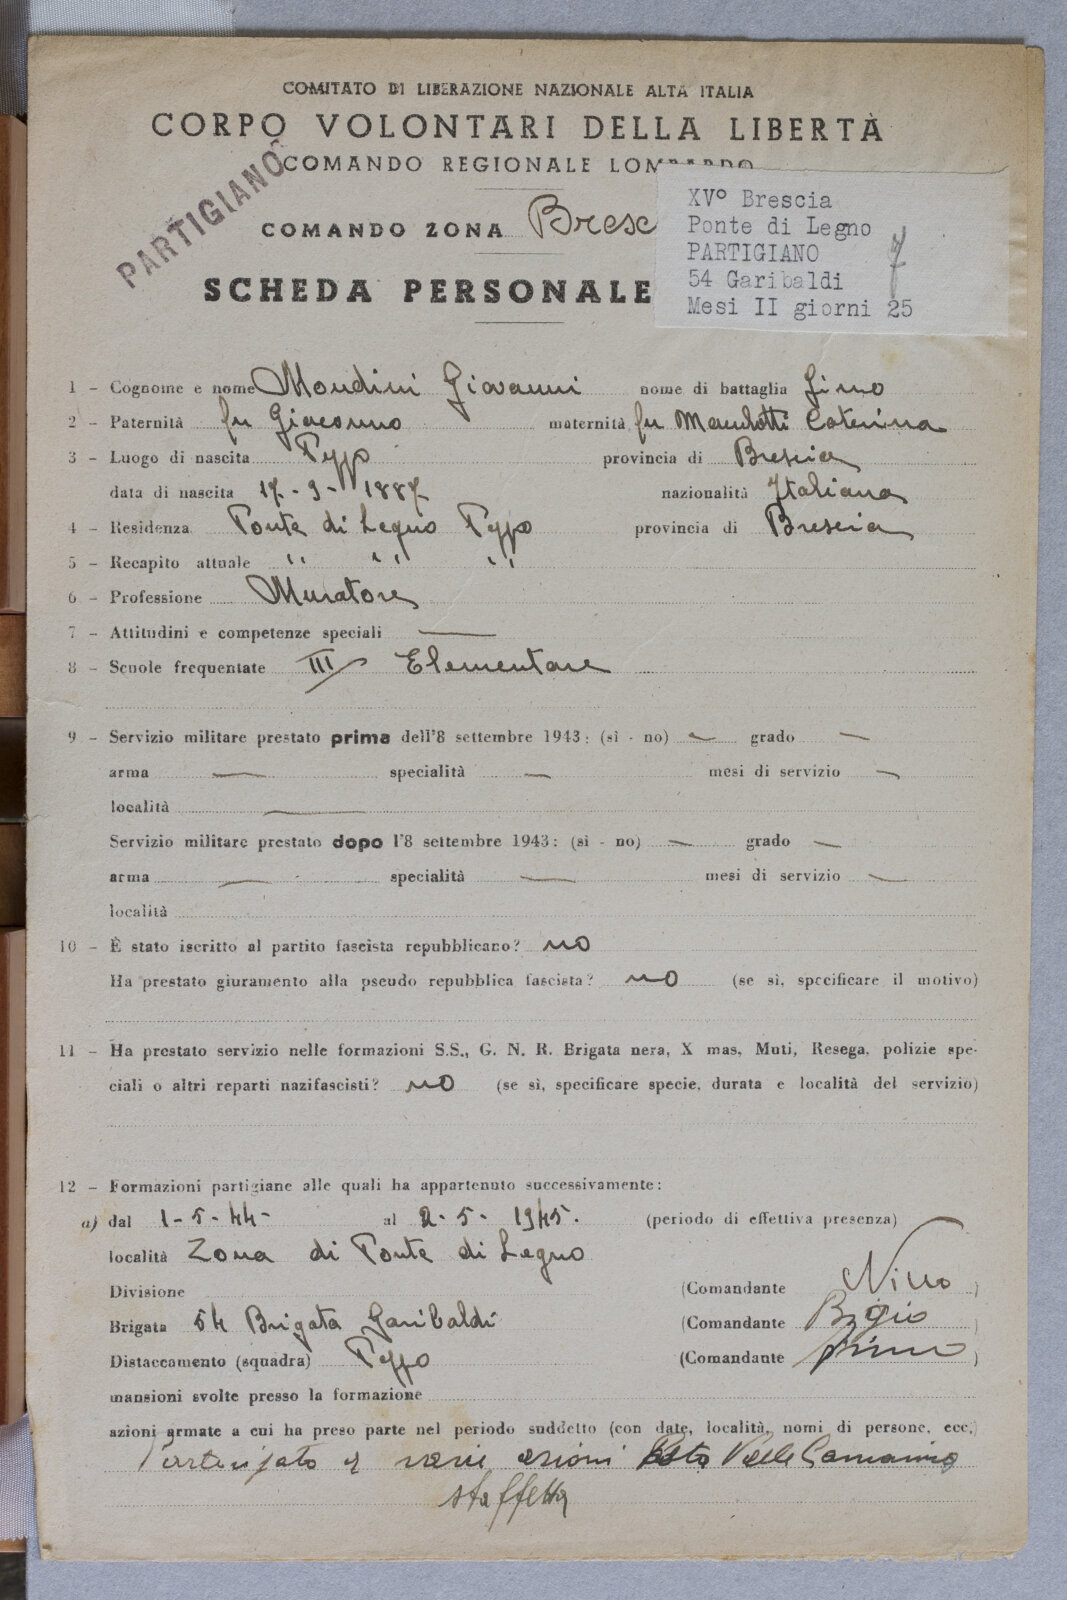 COMITATO DI LIBERAZIONE NAZIONALE ALTA ITALIA
CORPO VOLONTARI DELLA LIBERTÀ
COMANDO REGIONALE LOMBARDO
PARTIGIANO
COMANDO ZONA Bresc
SCHEDA PERSONALE
XV° Brescia
Ponte di Legno
PARTIGIANO
54 Garibaldi
Mesi II giorni 25
7
1 - Cognome e nome Mondini Giovanni nome di battaglia Gino
2 - Paternità fu Giacomo maternità fu Maculotti Caterina
3 - Luogo di nascita Pezzo provincia di Brescia
data di nascita 17-9-1887 nazionalità Italiana
4 - Residenza Ponte di Legno Pezzo provincia di Brescia
5 - Recapito attuale " " "
6 - Professione Muratore
7 - Attitudini e competenze speciali —
8 - Scuole frequentate III Elementare
9 - Servizio militare prestato prima dell'8 settembre 1943: (sì - no) — grado —
arma — specialità — mesi di servizio —
località —
Servizio militare prestato dopo l'8 settembre 1943: (sì - no) — grado —
arma — specialità — mesi di servizio —
località
10 - È stato iscritto al partito fascista repubblicano? no
Ha prestato giuramento alla pseudo repubblica fascista? no (se sì, specificare il motivo)
11 - Ha prestato servizio nelle formazioni S.S., G. N. R. Brigata nera, X mas, Muti, Resega, polizie spe-
ciali o altri reparti nazifascisti? no (se sì, specificare specie, durata e località del servizio)
12 - Formazioni partigiane alle quali ha appartenuto successivamente:
a) dal 1-5-44- al 2-5-1945. (periodo di effettiva presenza)
località Zona di Ponte di Legno
Divisione (Comandante Nino)
Brigata 54 Brigata Garibaldi (Comandante Bigio)
Distaccamento (squadra) Pezzo (Comandante)
mansioni svolte presso la formazione
azioni armate a cui ha preso parte nel periodo suddetto (con date, località, nomi di persone, ecc.)
varie azioni Valle Camonica
staffetta